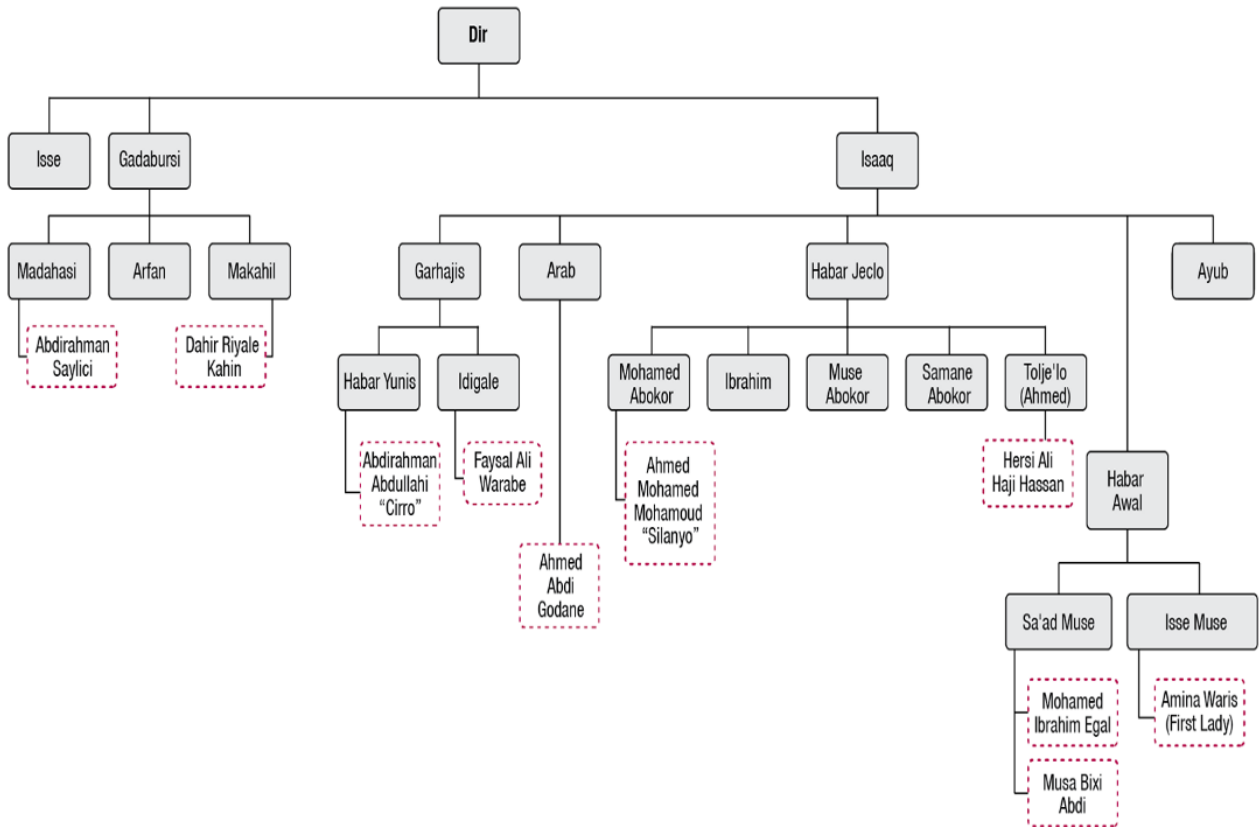 Dir
Isse
Gadabursi
Isaaq
Madahasi
Arfan
Makahil
Garhajis
Arab
Habar Jeclo
Ayub
Abdirahman
Saylici
Dahir Riyale
Kahin
Habar Yunis
Idigale
Mohamed
Abokor
Ibrahim
Muse
Abokor
Samane
Abokor
Tolje'lo
(Ahmed)
Abdirahman
Abdullahi
“Cirro”
Faysal Ali
Warabe
Ahmed
Mohamed
Mohamoud
“Silanyo”
Hersi Ali
Haji Hassan
Habar
Awal
Ahmed
Abdi
Godane
Sa'ad Muse
Isse Muse
Mohamed
Ibrahim Egal
Amina Waris
(First Lady)
Musa Bixi
Abdi